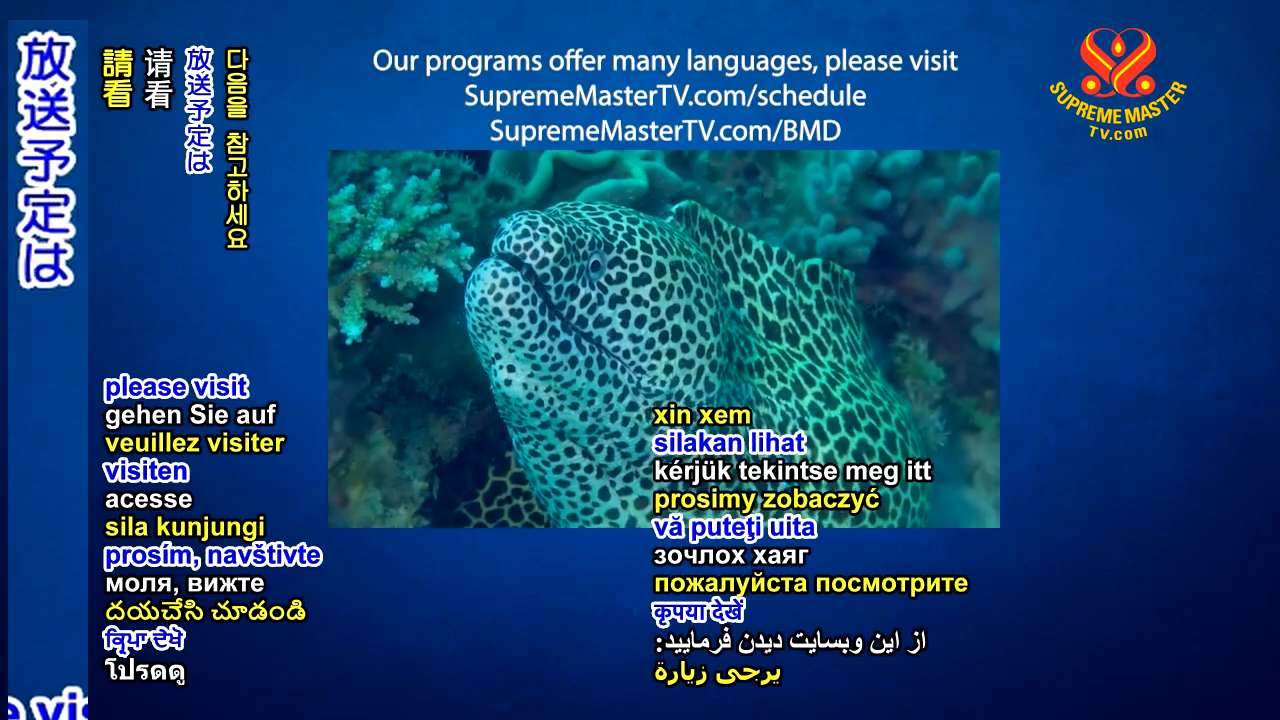 放送予定は
請看
请看
放送予定は
다음을 참고하세요
Our programs offer many languages, please visit
SupremeMasterTV.com/schedule
SupremeMasterTV.com/BMD
SUPREME MASTER
TV.com
please visit
gehen Sie auf
veuillez visiter
visiten
acesse
sila kunjungi
prosím, navštivte
моля, вижте
దయచేసి చూడండి
ਕ੍ਰਿਪਾ ਦੇਖੋ
โปรดดู
xin xem
silakan lihat
kérjük tekintse meg itt
prosimy zobaczyć
vă puteţi uita
зочлох хаяг
пожалуйста посмотрите
कृपया देखें
از این وبسایت دیدن فرمایید:
يرجى زيارة